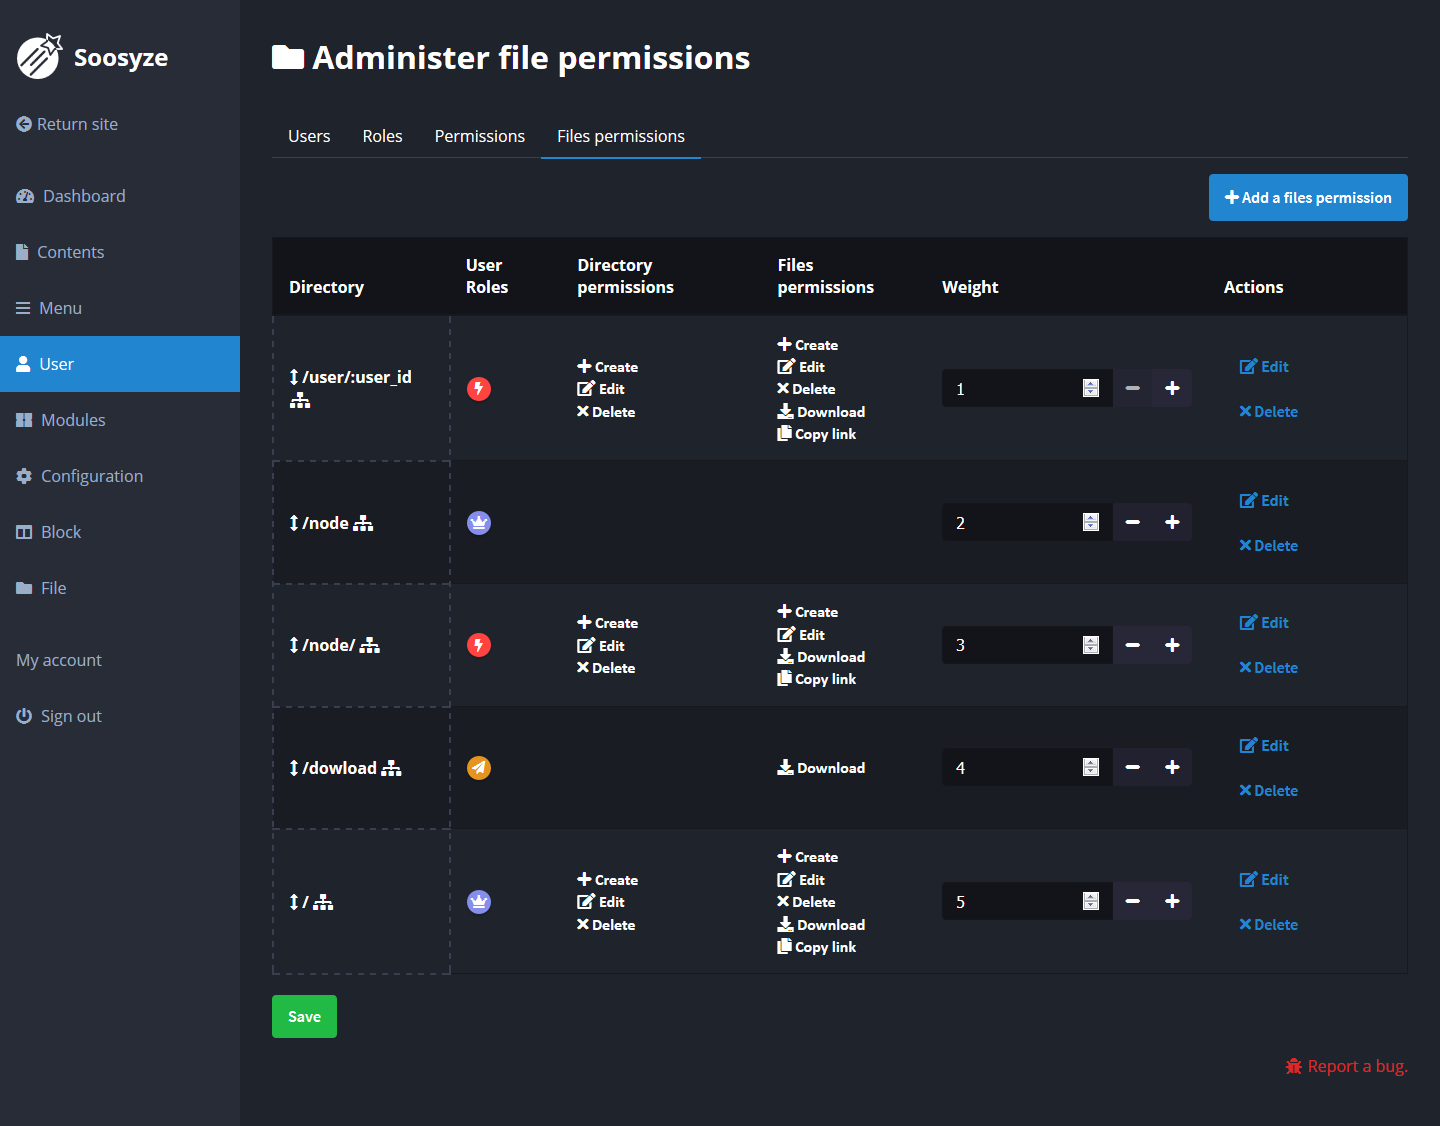 Soosyze
Return site
Dashboard
Contents
Menu
User
Modules
Configuration
Block
File
My account
Sign out
Administer file permissions
Users Roles Permissions Files permissions
Add a files permission
Directory User Roles Directory permissions Files permissions Weight Actions
/user/:user_id
Create
Edit
Delete
Create
Edit
Delete
Download
Copy link
1
Edit
Delete
/node
2
Edit
Delete
/node/
Create
Edit
Delete
Create
Edit
Download
Copy link
3
Edit
Delete
/dowload
Download
4
Edit
Delete
/
Create
Edit
Delete
Create
Edit
Delete
Download
Copy link
5
Edit
Delete
Save
Report a bug.